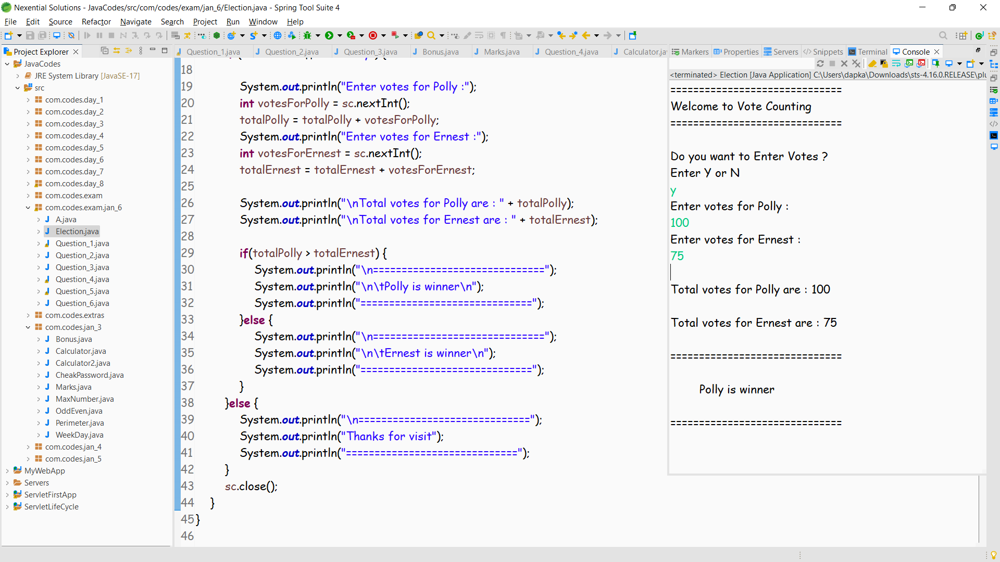 Nexential Solutions - JavaCodes/src/com/codes/exam/jan_6/Election.java - Spring Tool Suite 4
File Edit Source Refactor Navigate Search Project Run Window Help
Project Explorer
JavaCodes
JRE System Library [JavaSE-17]
src
com.codes.day_1
com.codes.day_2
com.codes.day_3
com.codes.day_4
com.codes.day_5
com.codes.day_6
com.codes.day_7
com.codes.day_8
com.codes.exam
com.codes.exam.jan_6
A.java
Election.java
Question_1.java
Question_2.java
Question_3.java
Question_4.java
Question_5.java
Question_6.java
com.codes.extras
com.codes.jan_3
Bonus.java
Calculator.java
Calculator2.java
CheakPassword.java
Marks.java
MaxNumber.java
OddEven.java
Perimeter.java
WeekDay.java
com.codes.jan_4
com.codes.jan_5
MyWebApp
Servers
ServletFirstApp
ServletLifeCycle
Question_1.java Question_2.java Question_3.java Bonus.java Marks.java Question_4.java Calculator.ja
18
19 System.out.println("Enter votes for Polly :");
20 int votesForPolly = sc.nextInt();
21 totalPolly = totalPolly + votesForPolly;
22 System.out.println("Enter votes for Ernest :");
23 int votesForErnest = sc.nextInt();
24 totalErnest = totalErnest + votesForErnest;
25
26 System.out.println("\nTotal votes for Polly are : " + totalPolly);
27 System.out.println("\nTotal votes for Ernest are : " + totalErnest);
28
29 if(totalPolly > totalErnest) {
30 System.out.println("\n==============================");
31 System.out.println("\n\tPolly is winner\n");
32 System.out.println("==============================");
33 }else {
34 System.out.println("\n==============================");
35 System.out.println("\n\tErnest is winner\n");
36 System.out.println("==============================");
37 }
38 }else {
39 System.out.println("\n==============================");
40 System.out.println("Thanks for visit");
41 System.out.println("==============================");
42 }
43 sc.close();
44 }
45 }
46
Markers Properties Servers Snippets Terminal Console
<terminated> Election [Java Application] C:\Users\dapka\Downloads\sts-4.16.0.RELEASE\plu
==============================
Welcome to Vote Counting
==============================
Do you want to Enter Votes ?
Enter Y or N
y
Enter votes for Polly :
100
Enter votes for Ernest :
75
Total votes for Polly are : 100
Total votes for Ernest are : 75
==============================
Polly is winner
==============================